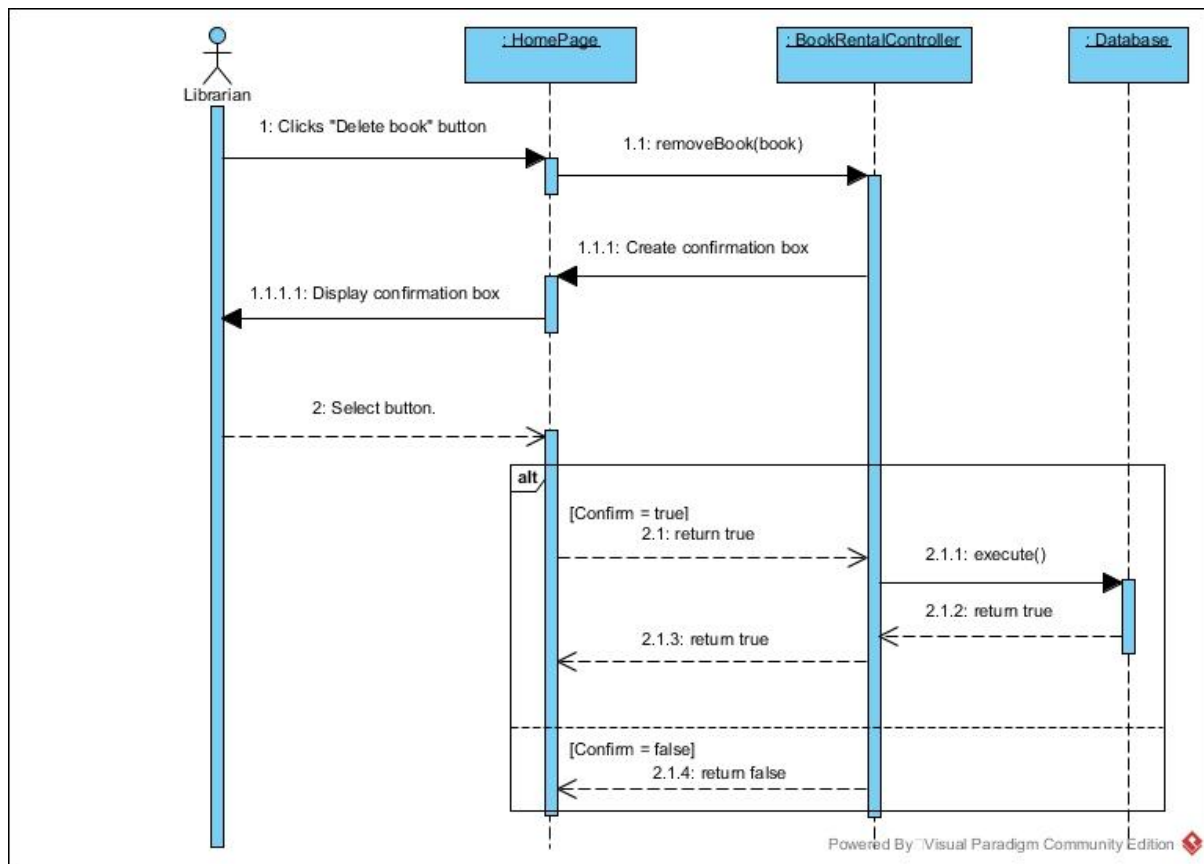 : HomePage
: BookRentalController
: Database
Librarian
1: Clicks "Delete book" button
1.1: removeBook(book)
1.1.1: Create confirmation box
1.1.1.1: Display confirmation box
2: Select button.
alt
[Confirm = true]
2.1: return true
2.1.1: execute()
2.1.2: return true
2.1.3: return true
[Confirm = false]
2.1.4: return false
Powered By Visual Paradigm Community Edition